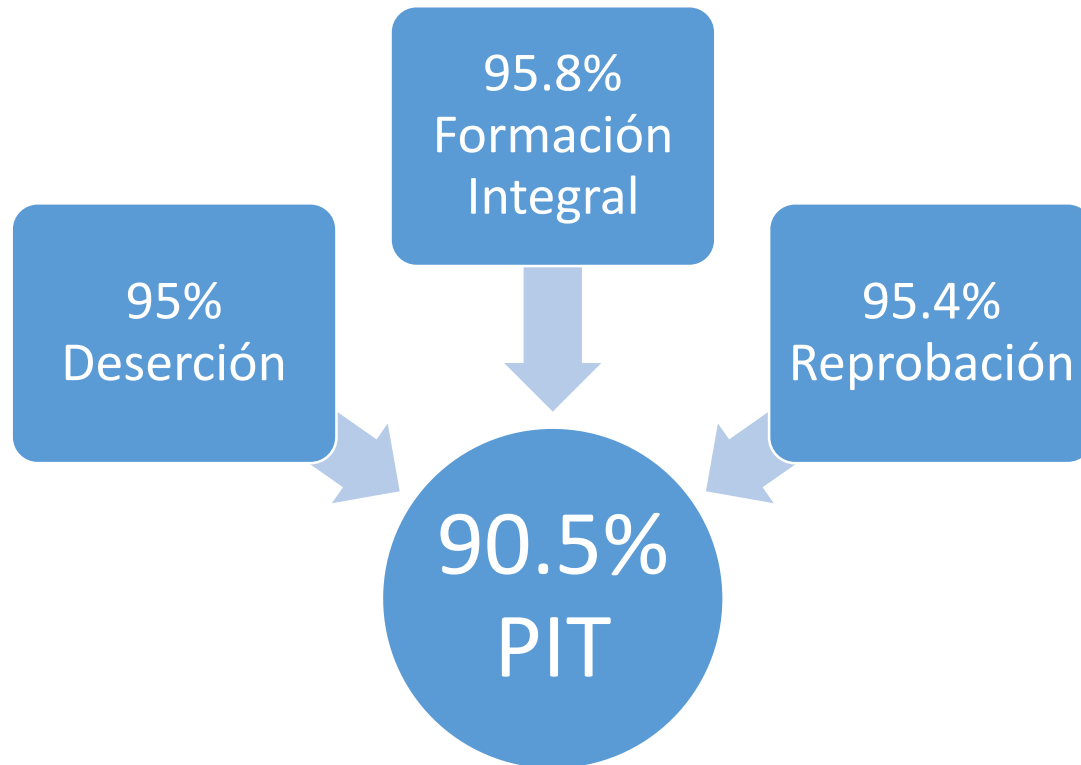 95.8%
Formación
Integral
95%
Deserción
95.4%
Reprobación
90.5%
PIT